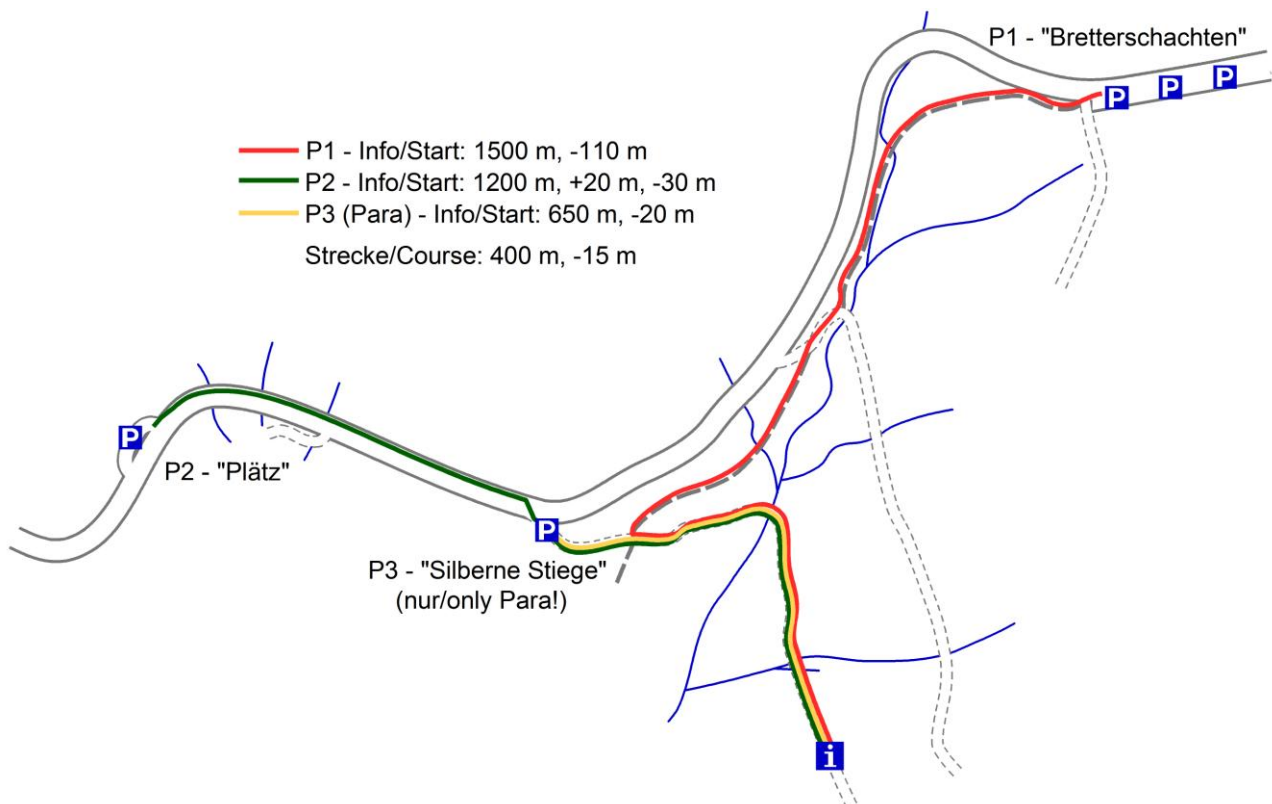 P1 - "Bretterschachten"
P
P
P
P1 - Info/Start: 1500 m, -110 m
P2 - Info/Start: 1200 m, +20 m, -30 m
P3 (Para) - Info/Start: 650 m, -20 m
Strecke/Course: 400 m, -15 m
P
P2 - "Plätz"
P
P3 - "Silberne Stiege"
(nur/only Para!)
i